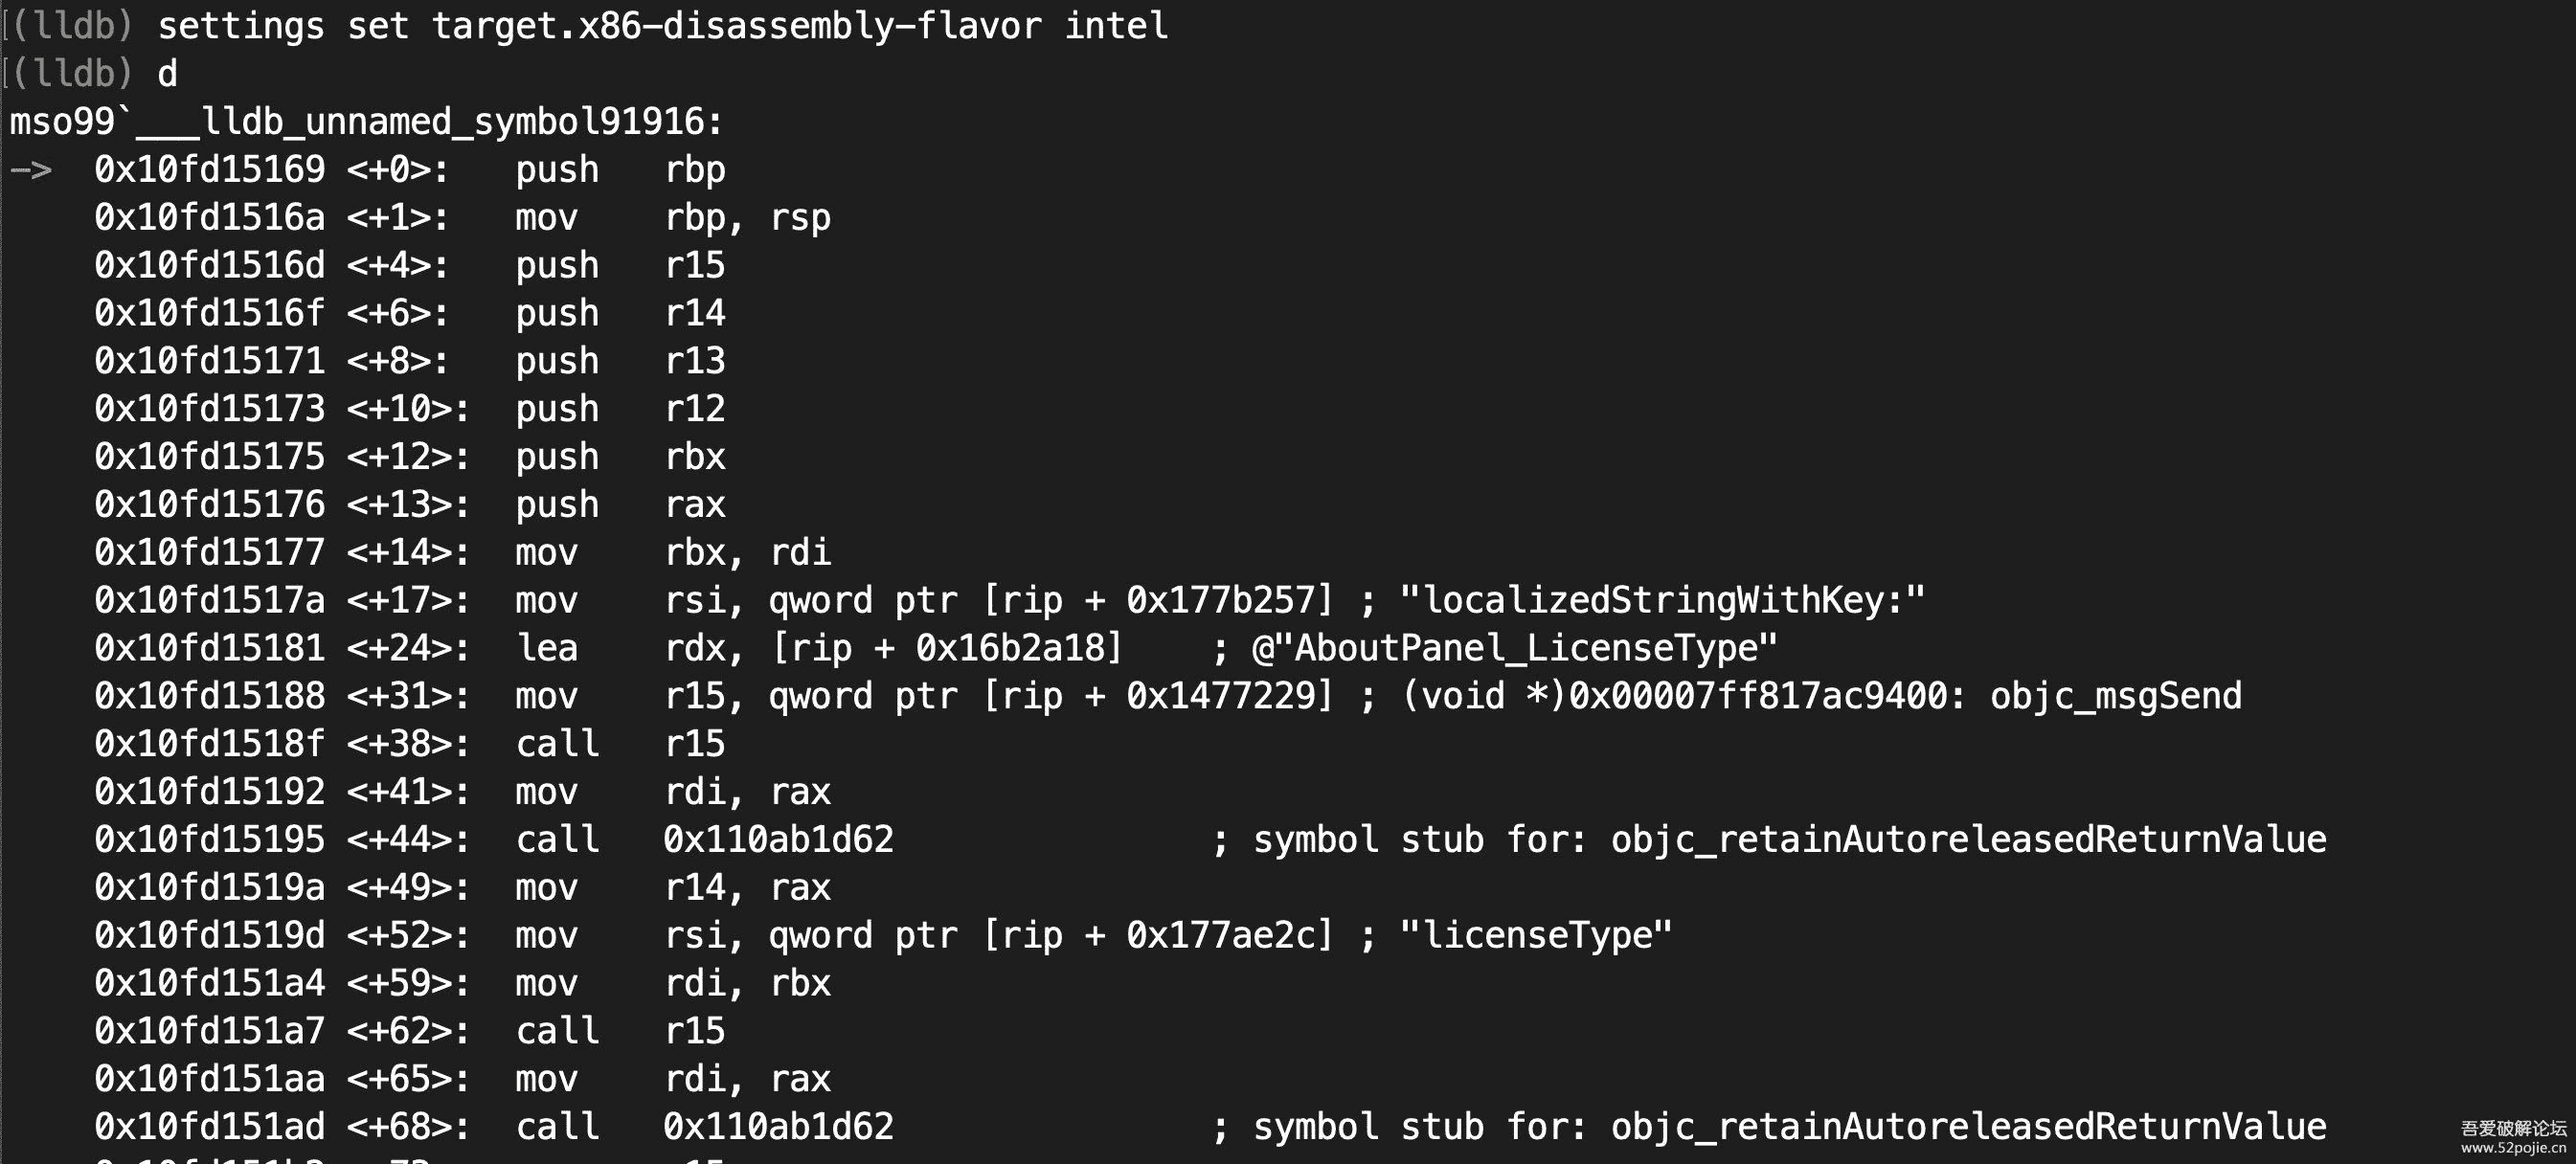 [(lldb) settings set target.x86-disassembly-flavor intel
[(lldb) d
mso99`___lldb_unnamed_symbol91916:
->  0x10fd15169 <+0>:   push   rbp
    0x10fd1516a <+1>:   mov    rbp, rsp
    0x10fd1516d <+4>:   push   r15
    0x10fd1516f <+6>:   push   r14
    0x10fd15171 <+8>:   push   r13
    0x10fd15173 <+10>:  push   r12
    0x10fd15175 <+12>:  push   rbx
    0x10fd15176 <+13>:  push   rax
    0x10fd15177 <+14>:  mov    rbx, rdi
    0x10fd1517a <+17>:  mov    rsi, qword ptr [rip + 0x177b257] ; "localizedStringWithKey:"
    0x10fd15181 <+24>:  lea    rdx, [rip + 0x16b2a18]    ; @"AboutPanel_LicenseType"
    0x10fd15188 <+31>:  mov    r15, qword ptr [rip + 0x1477229] ; (void *)0x00007ff817ac9400: objc_msgSend
    0x10fd1518f <+38>:  call   r15
    0x10fd15192 <+41>:  mov    rdi, rax
    0x10fd15195 <+44>:  call   0x110ab1d62               ; symbol stub for: objc_retainAutoreleasedReturnValue
    0x10fd1519a <+49>:  mov    r14, rax
    0x10fd1519d <+52>:  mov    rsi, qword ptr [rip + 0x177ae2c] ; "licenseType"
    0x10fd151a4 <+59>:  mov    rdi, rbx
    0x10fd151a7 <+62>:  call   r15
    0x10fd151aa <+65>:  mov    rdi, rax
    0x10fd151ad <+68>:  call   0x110ab1d62               ; symbol stub for: objc_retainAutoreleasedReturnValue
吾爱破解论坛
www.52pojie.cn